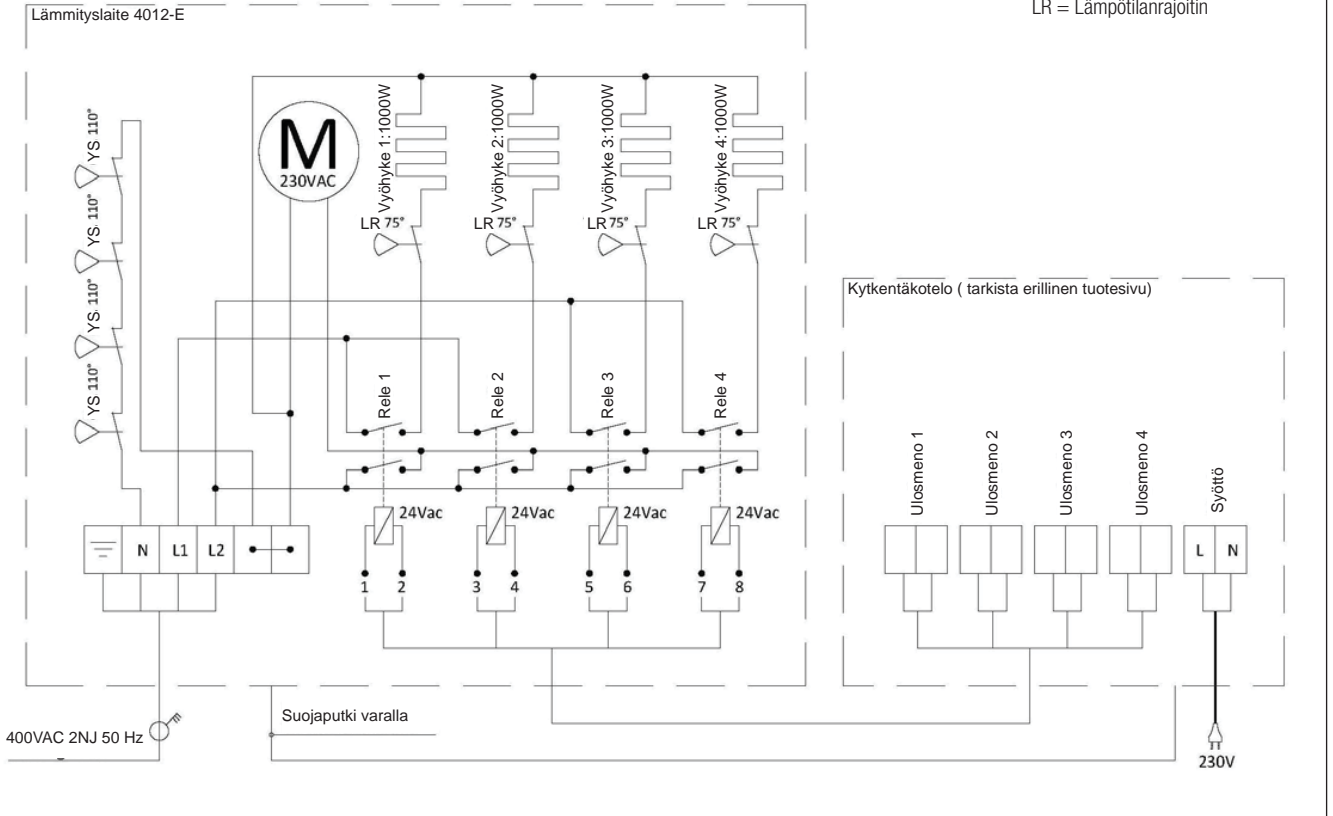 Lämmityslaite 4012-E
LR = Lämpötilanrajoitin
YS 110°
YS 110°
YS 110°
YS 110°
M
230VAC
Vyöhyke 1:1000W
Vyöhyke 2:1000W
Vyöhyke 3:1000W
Vyöhyke 4:1000W
LR 75°
LR 75°
LR 75°
LR 75°
Rele 1
Rele 2
Rele 3
Rele 4
24Vac
24Vac
24Vac
24Vac
N L1 L2
1 2 3 4 5 6 7 8
Kytkentäkotelo ( tarkista erillinen tuotesivu)
Ulosmeno 1
Ulosmeno 2
Ulosmeno 3
Ulosmeno 4
Syöttö
L N
230V
Suojaputki varalla
400VAC 2NJ 50 Hz